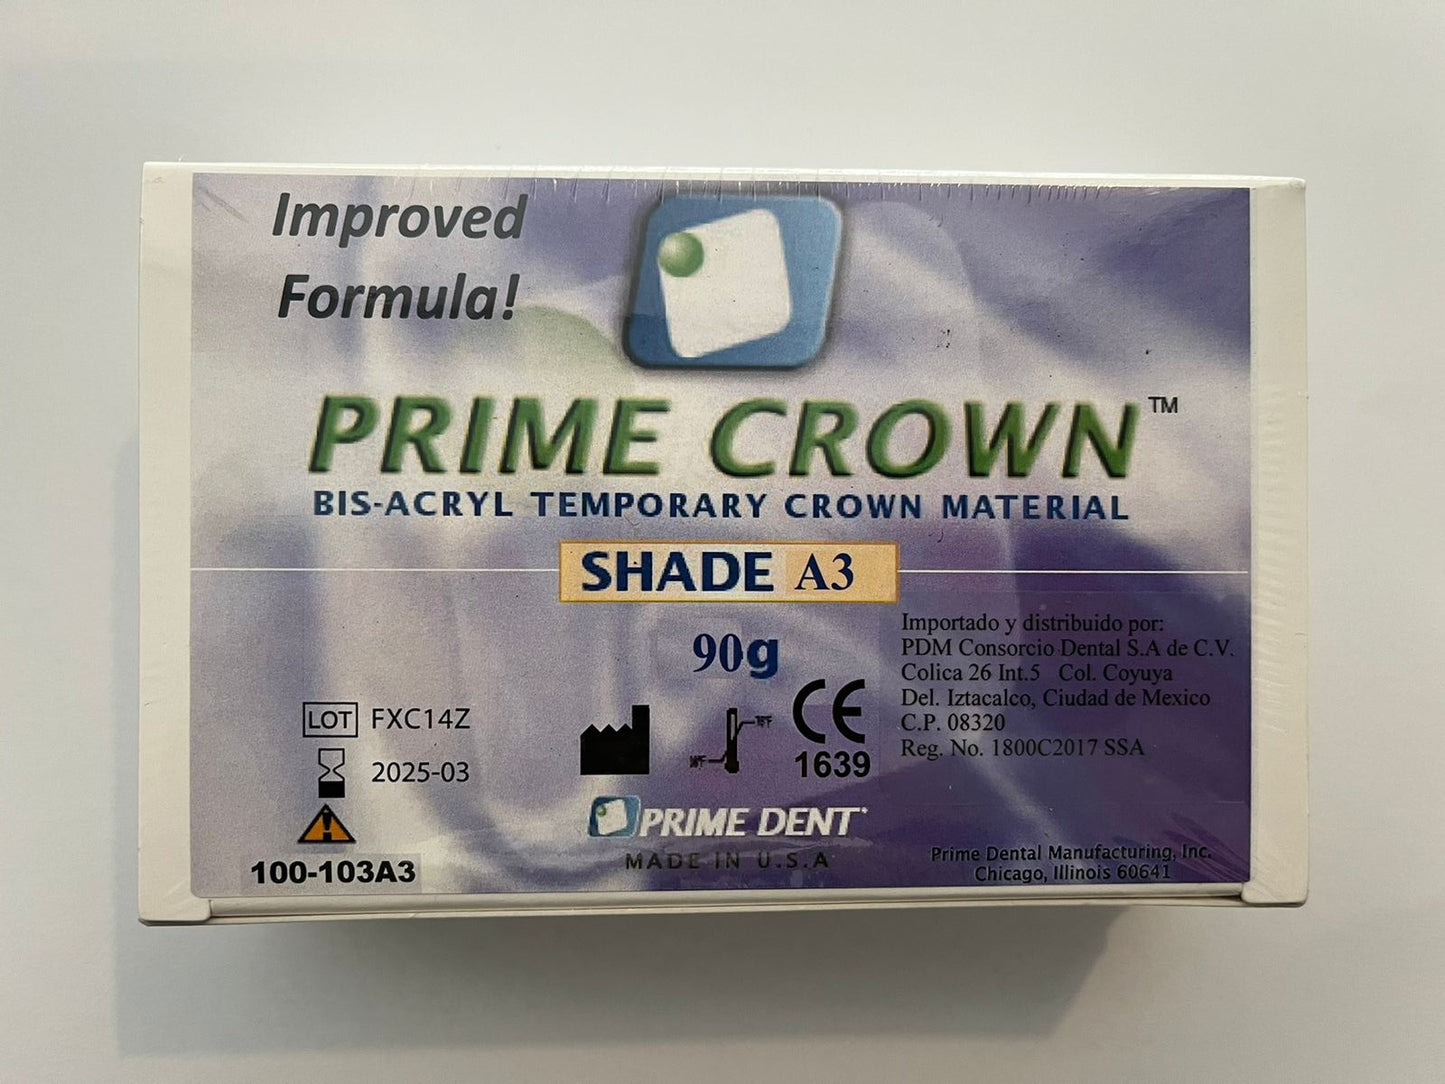 Improved
Formula!
PRIME CROWN™
BIS-ACRYL TEMPORARY CROWN MATERIAL
SHADE A3
90g
Importado y distribuido por:
PDM Consorcio Dental S.A de C.V.
Colica 26 Int.5 Col. Coyuya
Del. Iztacalco, Ciudad de Mexico
C.P. 08320
Reg. No. 1800C2017 SSA
LOT FXC14Z
2025-03
100-103A3
CE
1639
PRIME DENT
MADE IN U.S.A
Prime Dental Manufacturing, Inc.
Chicago, Illinois 60641